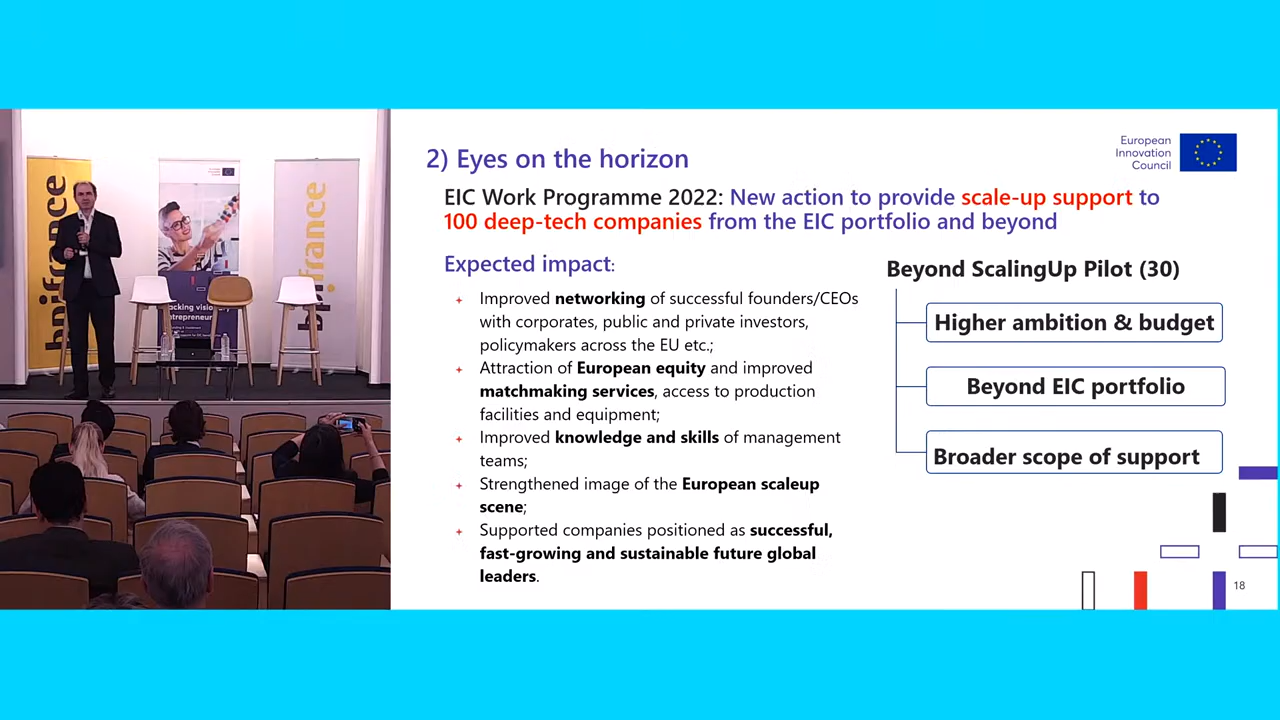 bpifrance
bpifrance
2) Eyes on the horizon
European
Innovation
Council
EIC Work Programme 2022: New action to provide scale-up support to
100 deep-tech companies from the EIC portfolio and beyond
Expected impact:
Improved networking of successful founders/CEOs
with corporates, public and private investors,
policymakers across the EU etc.;
Attraction of European equity and improved
matchmaking services, access to production
facilities and equipment;
Improved knowledge and skills of management
teams;
Strengthened image of the European scaleup
scene;
Supported companies positioned as successful,
fast-growing and sustainable future global
leaders.
Beyond ScalingUp Pilot (30)
Higher ambition & budget
Beyond EIC portfolio
Broader scope of support
18